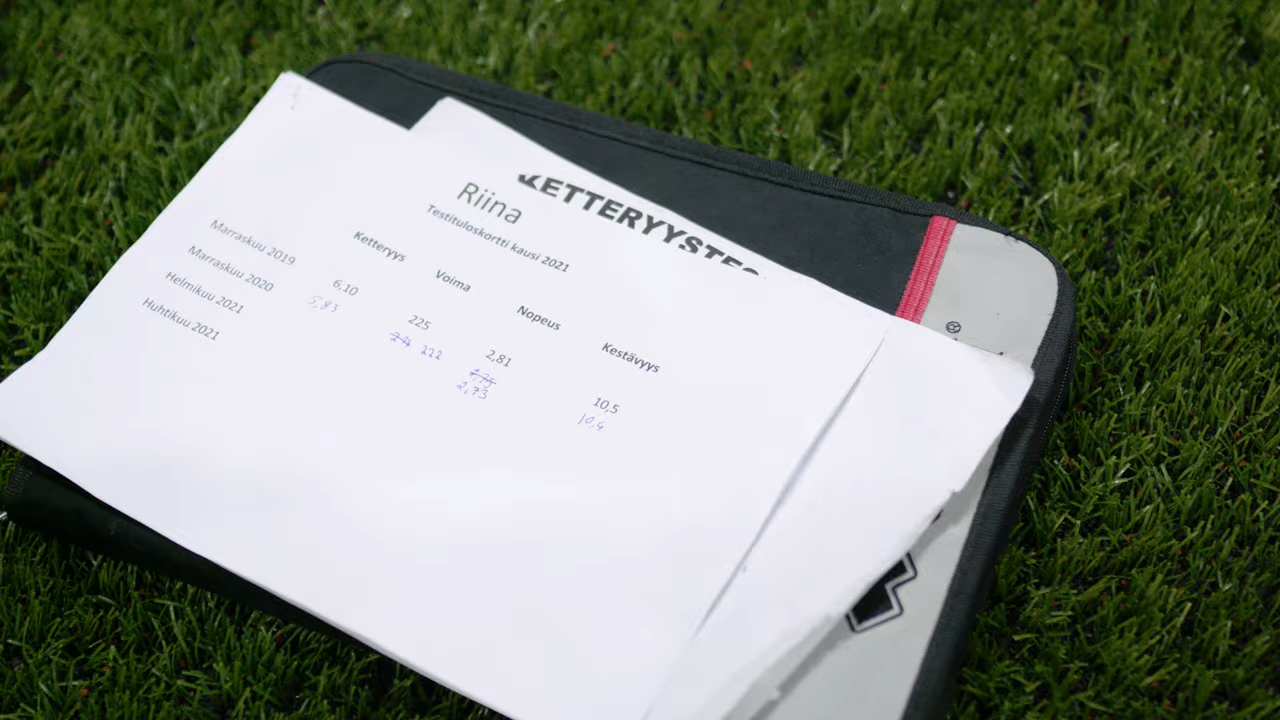 KETTERYYSTES
Riina
Testituloskortti kausi 2021
Ketteryys Voima Nopeus Kestävyys
Marraskuu 2019 6,10 225 2,81 10,5
Marraskuu 2020 5,83 222 2,73 10,4
Helmikuu 2021
Huhtikuu 2021
®